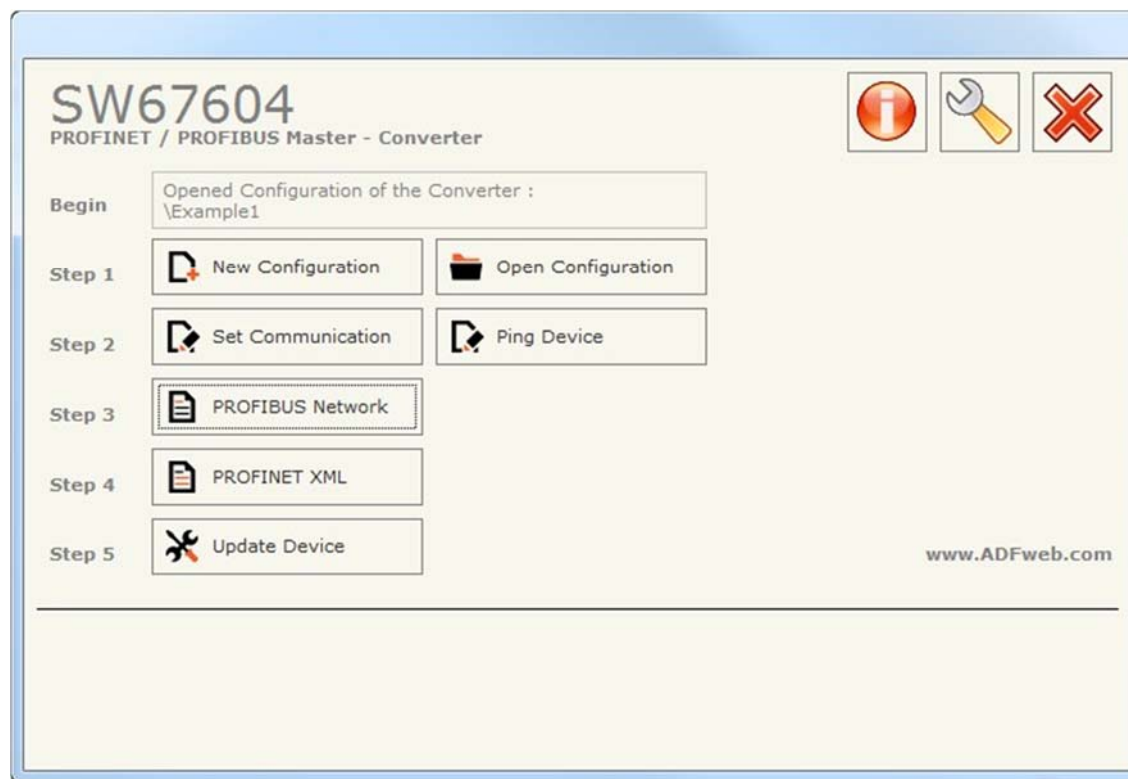 SW67604
PROFINET / PROFIBUS Master - Converter
Begin
Opened Configuration of the Converter :
\Example1
Step 1
New Configuration
Open Configuration
Step 2
Set Communication
Ping Device
Step 3
PROFIBUS Network
Step 4
PROFINET XML
Step 5
Update Device
www.ADFweb.com